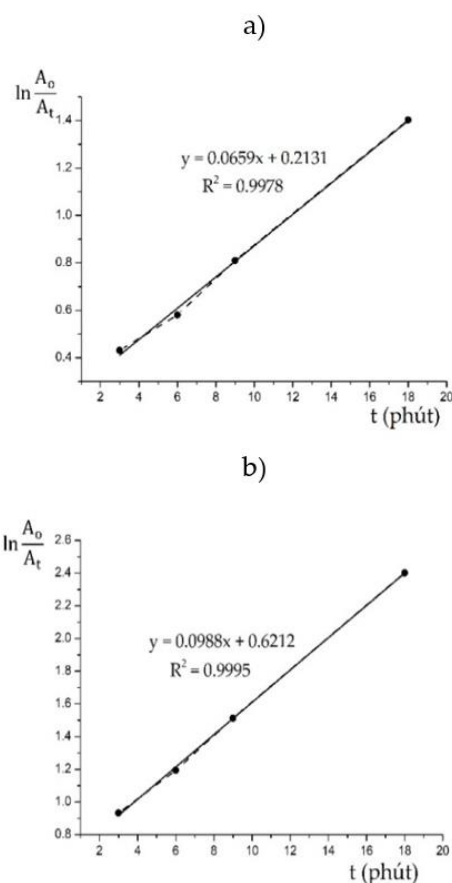 a)
ln A₀/Aₜ
1.4
1.2
1.0
0.8
0.6
0.4
y = 0.0659x + 0.2131
R² = 0.9978
2 4 6 8 10 12 14 16 18 20
t (phút)
b)
ln A₀/Aₜ
2.6
2.4
2.2
2.0
1.8
1.6
1.4
1.2
1.0
0.8
y = 0.0988x + 0.6212
R² = 0.9995
2 4 6 8 10 12 14 16 18 20
t (phút)